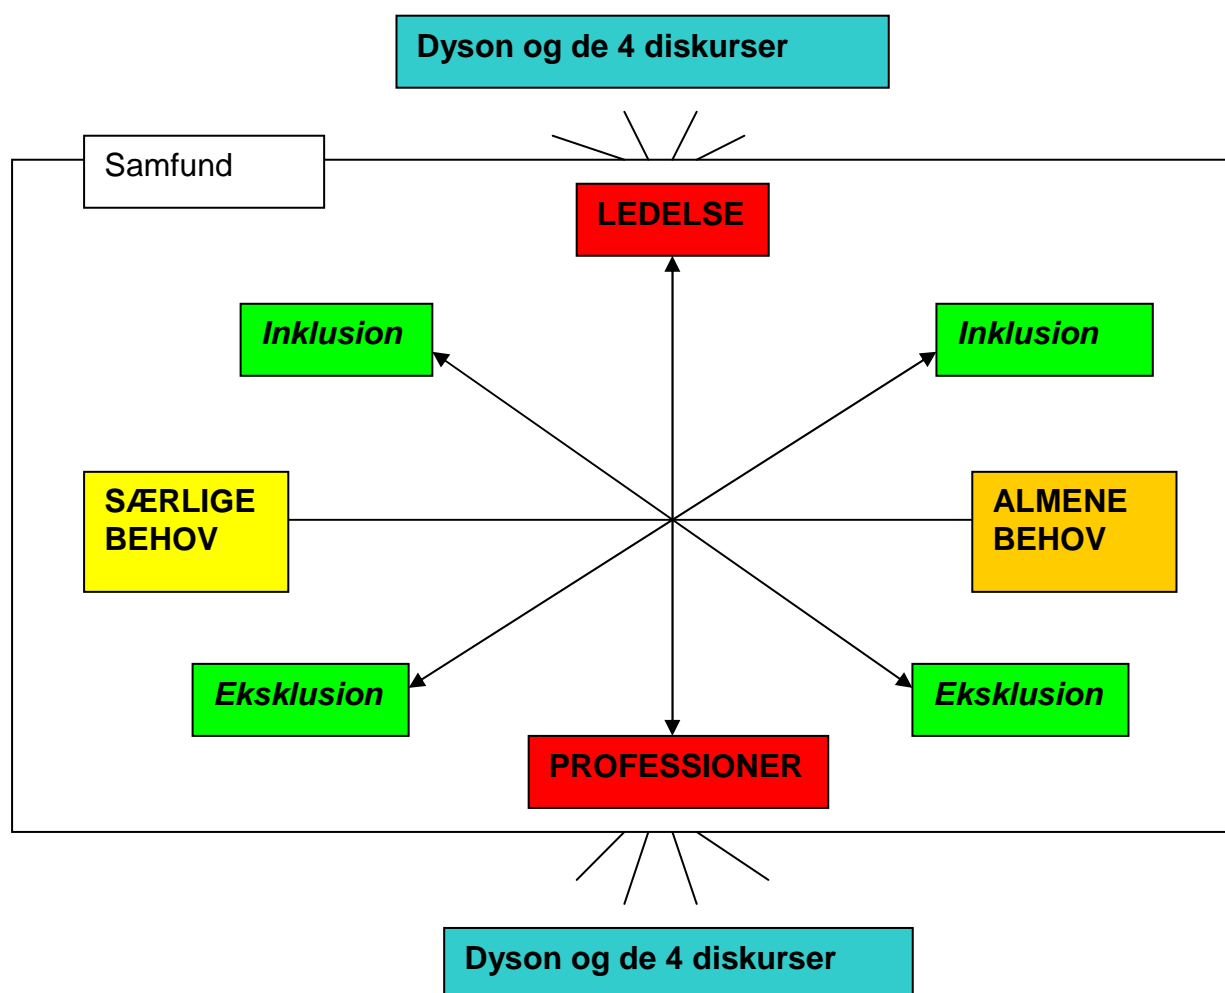 Dyson og de 4 diskurser
Samfund
LEDELSE
Inklusion
Inklusion
SÆRLIGE
BEHOV
ALMENE
BEHOV
Eksklusion
Eksklusion
PROFESSIONER
Dyson og de 4 diskurser